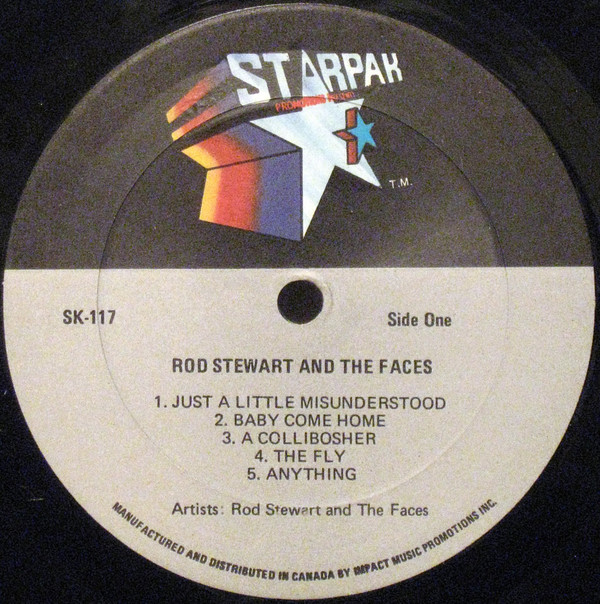 STARPAK
T.M.
SK-117
Side One
ROD STEWART AND THE FACES
1. JUST A LITTLE MISUNDERSTOOD
2. BABY COME HOME
3. A COLLIBOSHER
4. THE FLY
5. ANYTHING
Artists: Rod Stewart and The Faces
MANUFACTURED AND DISTRIBUTED IN CANADA BY IMPACT MUSIC PROMOTIONS INC.